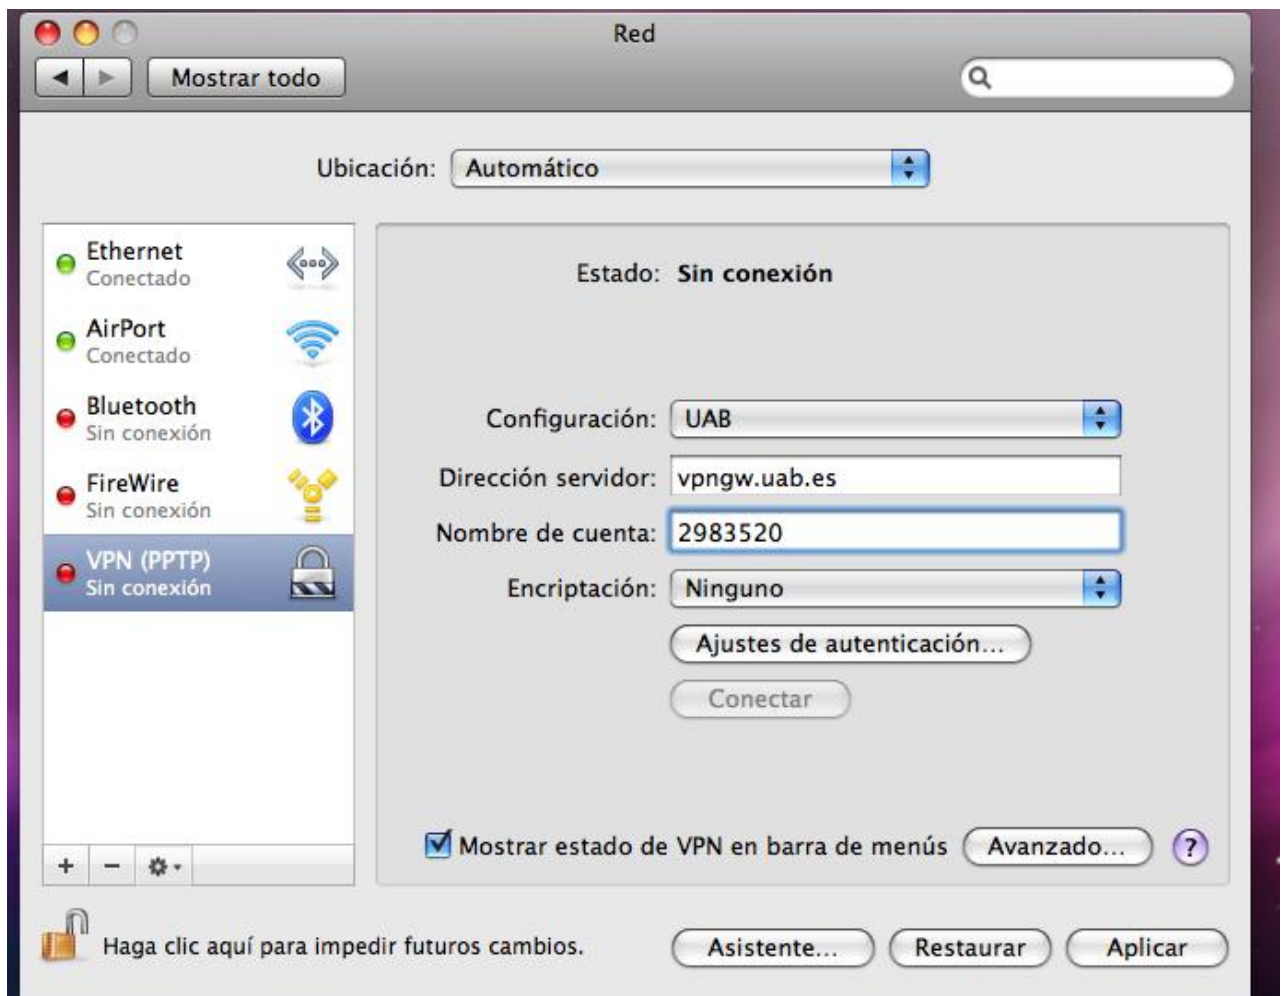 Red
Mostrar todo
Ubicación: Automático
Ethernet
Conectado
AirPort
Conectado
Bluetooth
Sin conexión
FireWire
Sin conexión
VPN (PPTP)
Sin conexión
Estado: Sin conexión
Configuración: UAB
Dirección servidor: vpngw.uab.es
Nombre de cuenta: 2983520
Encriptación: Ninguno
Ajustes de autenticación...
Conectar
Mostrar estado de VPN en barra de menús Avanzado... ?
Haga clic aquí para impedir futuros cambios. Asistente... Restaurar Aplicar